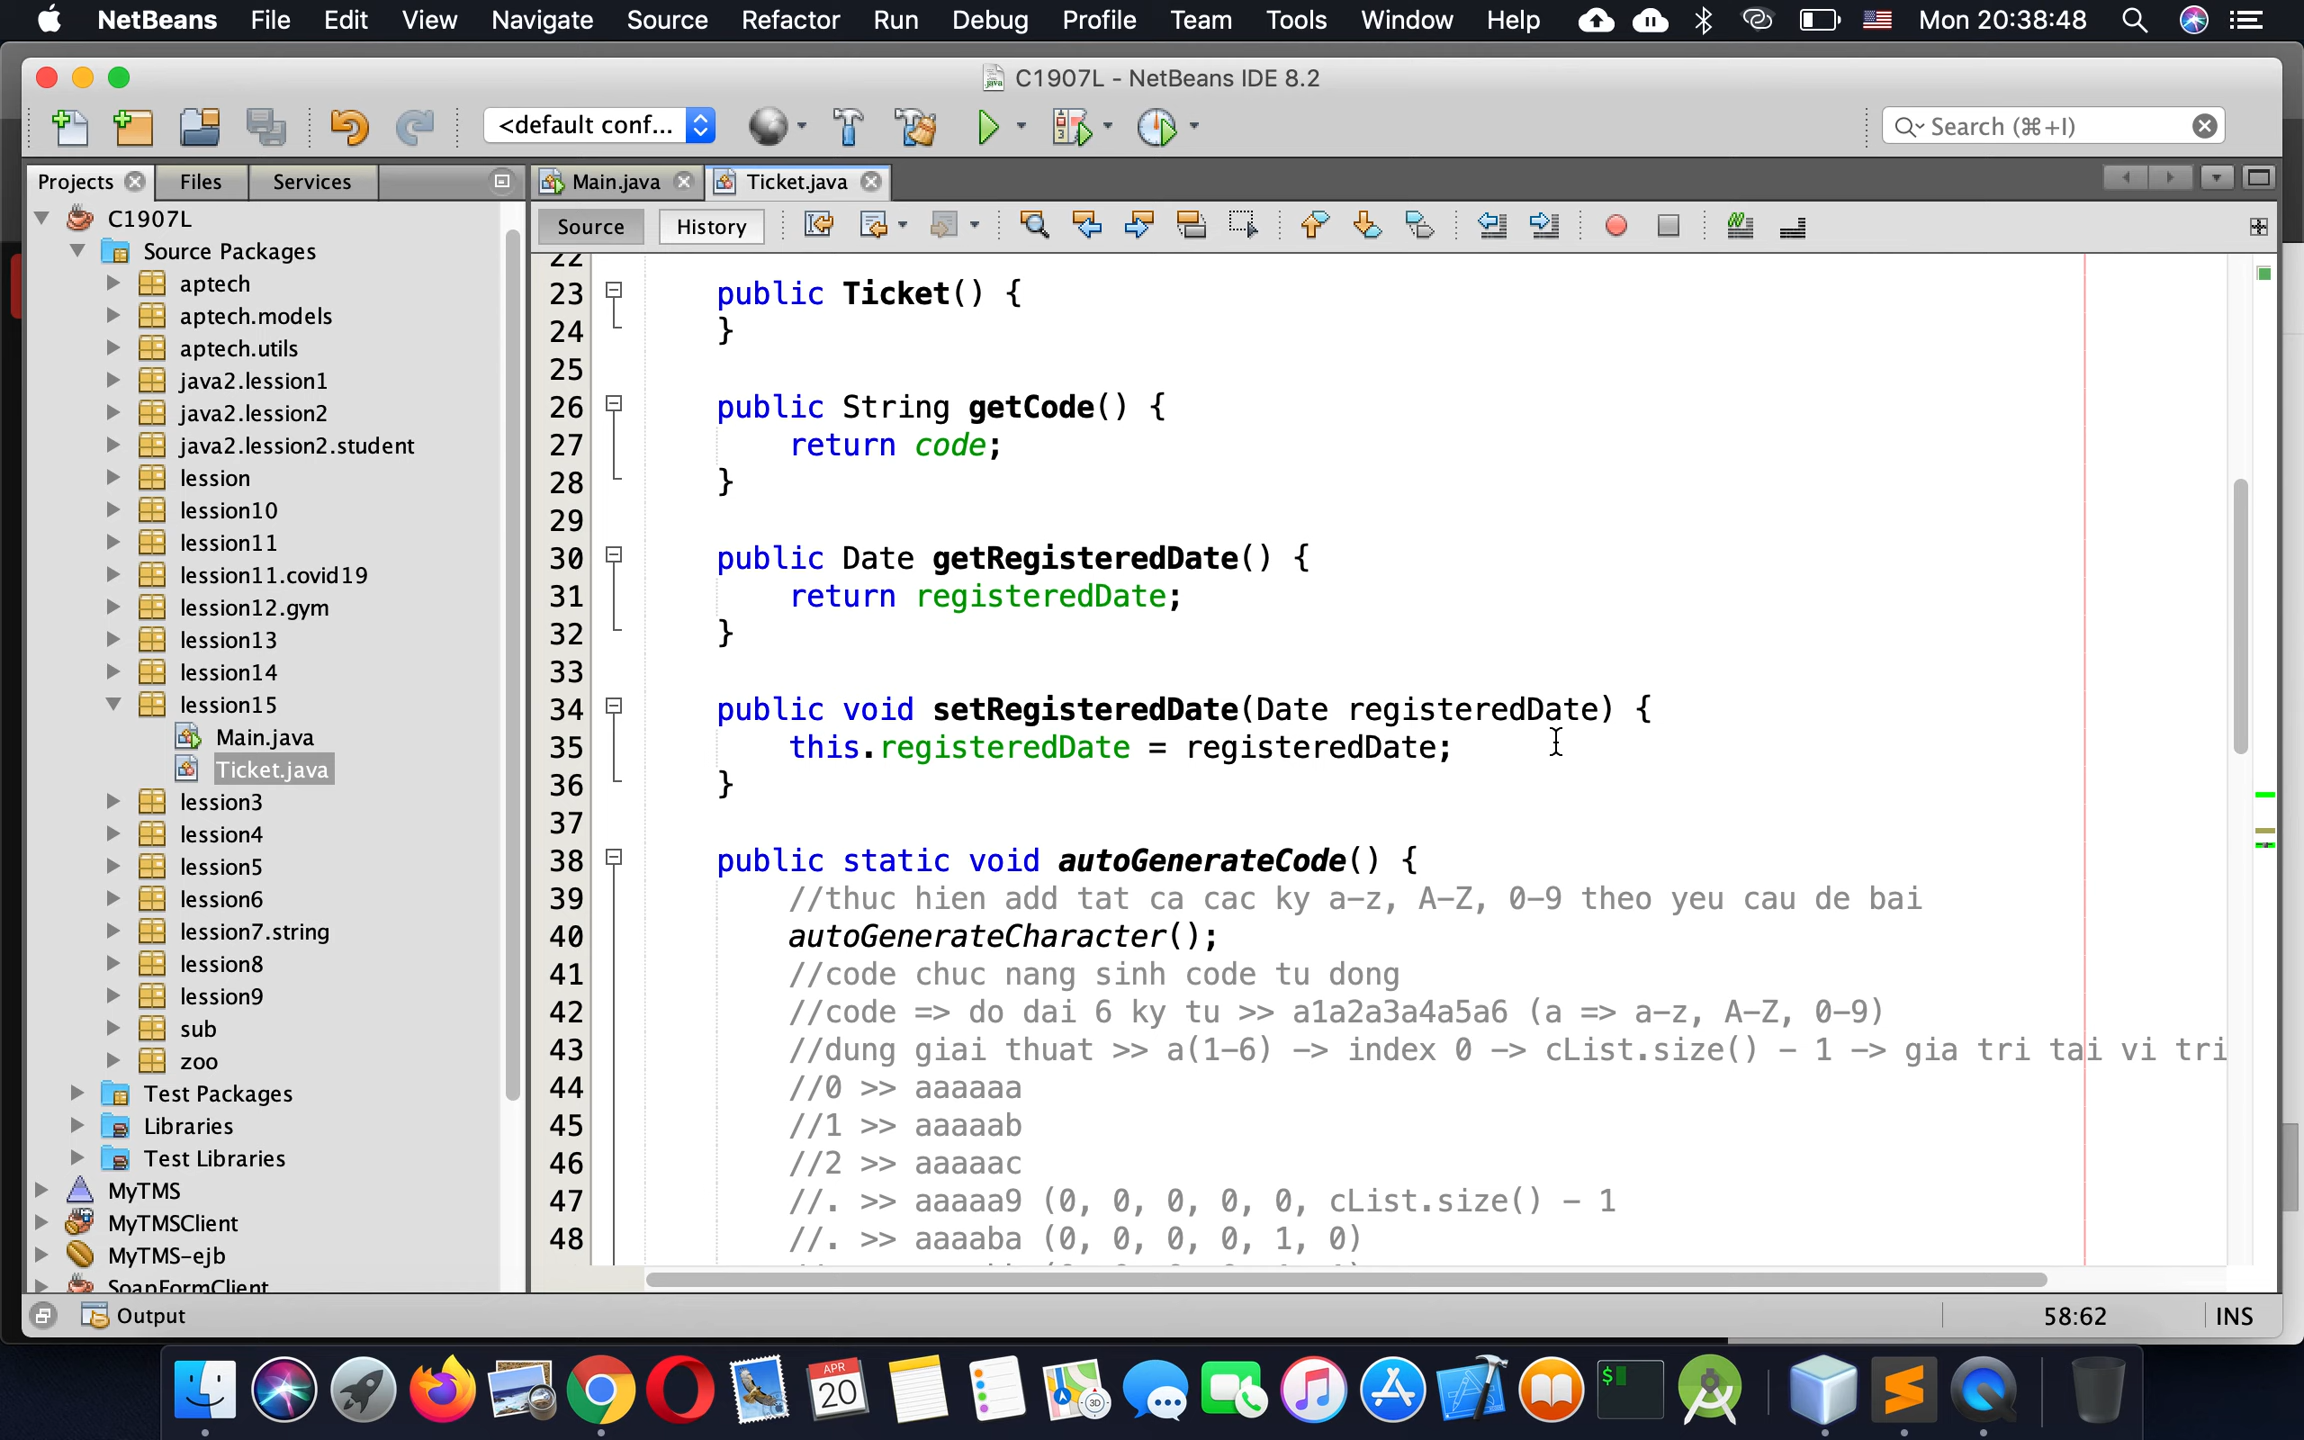 NetBeans File Edit View Navigate Source Refactor Run Debug Profile Team Tools Window Help Mon 20:38:48
C1907L - NetBeans IDE 8.2
<default conf...
Search (⌘+I)
Projects Files Services
Main.java Ticket.java
Source History
C1907L
Source Packages
aptech
aptech.models
aptech.utils
java2.lession1
java2.lession2
java2.lession2.student
lession
lession10
lession11
lession11.covid19
lession12.gym
lession13
lession14
lession15
Main.java
Ticket.java
lession3
lession4
lession5
lession6
lession7.string
lession8
lession9
sub
zoo
Test Packages
Libraries
Test Libraries
MyTMS
MyTMSClient
MyTMS-ejb
SoapFormClient
22
23 public Ticket() {
24 }
25
26 public String getCode() {
27 return code;
28 }
29
30 public Date getRegisteredDate() {
31 return registeredDate;
32 }
33
34 public void setRegisteredDate(Date registeredDate) {
35 this.registeredDate = registeredDate;
36 }
37
38 public static void autoGenerateCode() {
39 //thuc hien add tat ca cac ky a-z, A-Z, 0-9 theo yeu cau de bai
40 autoGenerateCharacter();
41 //code chuc nang sinh code tu dong
42 //code => do dai 6 ky tu >> a1a2a3a4a5a6 (a => a-z, A-Z, 0-9)
43 //dung giai thuat >> a(1-6) -> index 0 -> cList.size() - 1 -> gia tri tai vi tri
44 //0 >> aaaaaa
45 //1 >> aaaaab
46 //2 >> aaaaac
47 //. >> aaaaa9 (0, 0, 0, 0, 0, cList.size() - 1
48 //. >> aaaaba (0, 0, 0, 0, 1, 0)
Output
58:62 INS
APR
20
3D
$